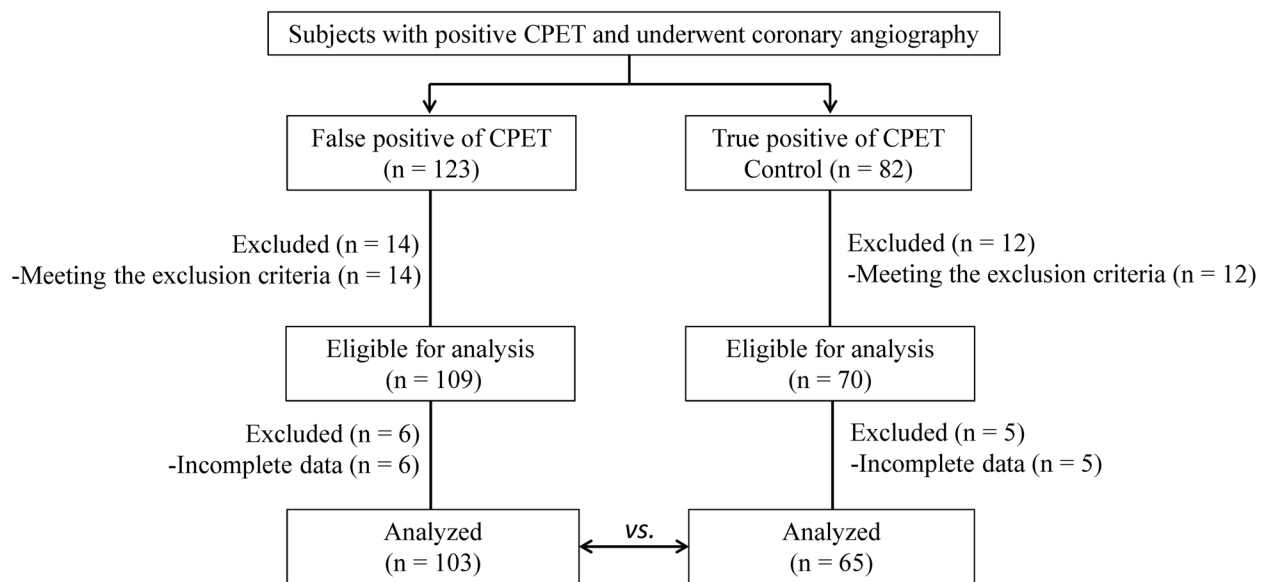 Subjects with positive CPET and underwent coronary angiography
False positive of CPET
(n = 123)
True positive of CPET
Control (n = 82)
Excluded (n = 14)
-Meeting the exclusion criteria (n = 14)
Excluded (n = 12)
-Meeting the exclusion criteria (n = 12)
Eligible for analysis
(n = 109)
Eligible for analysis
(n = 70)
Excluded (n = 6)
-Incomplete data (n = 6)
Excluded (n = 5)
-Incomplete data (n = 5)
Analyzed
(n = 103)
vs.
Analyzed
(n = 65)